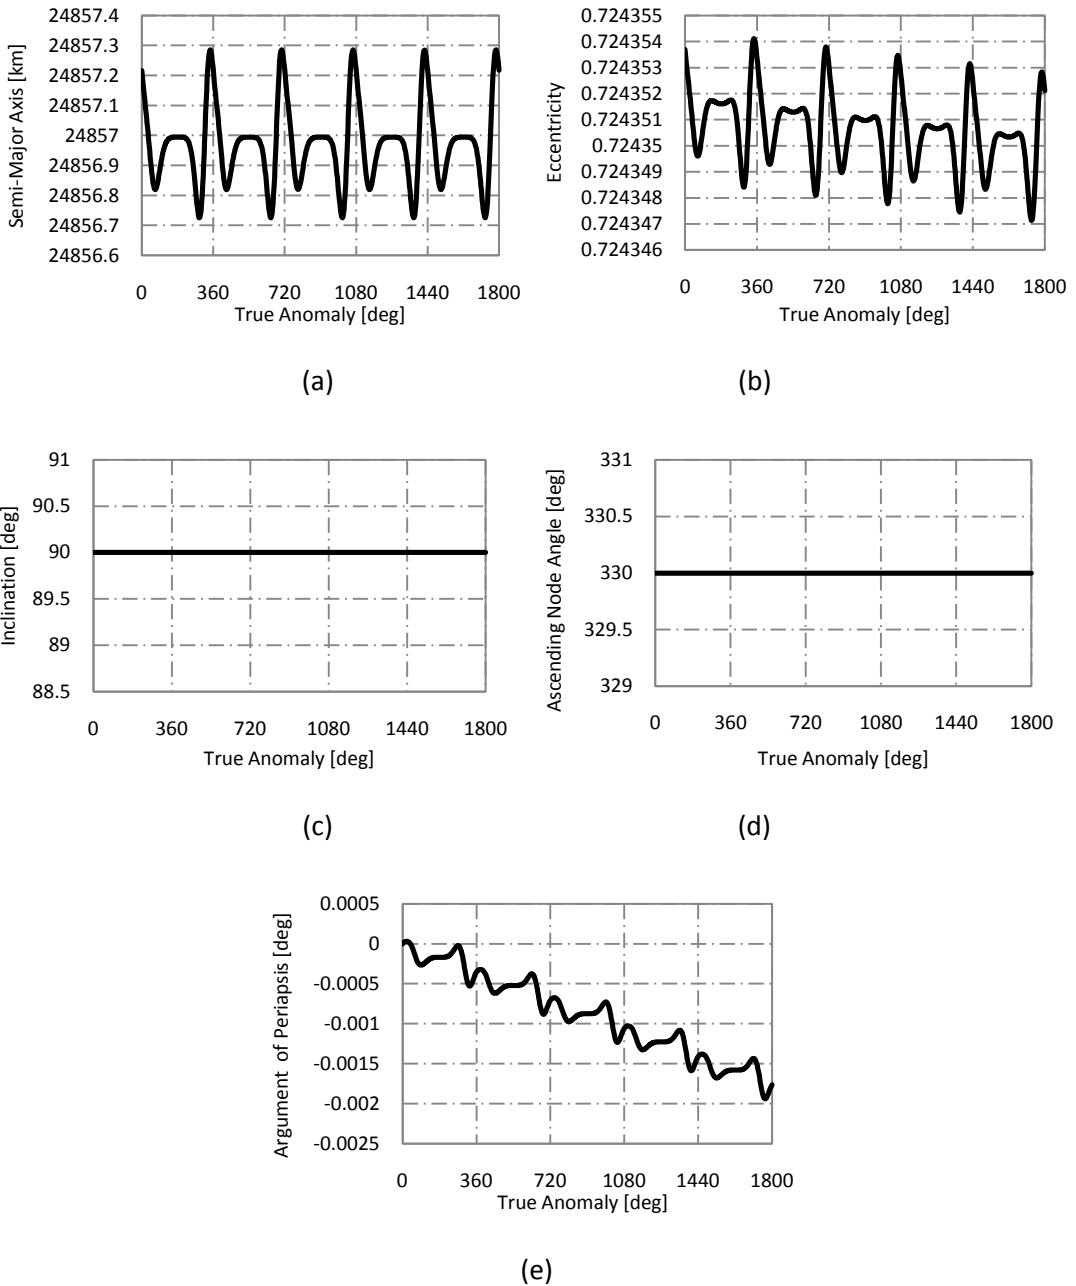 Semi-Major Axis [km]
24857.4
24857.3
24857.2
24857.1
24857
24856.9
24856.8
24856.7
24856.6
0 360 720 1080 1440 1800
True Anomaly [deg]
(a)
Eccentricity
0.724355
0.724354
0.724353
0.724352
0.724351
0.72435
0.724349
0.724348
0.724347
0.724346
0 360 720 1080 1440 1800
True Anomaly [deg]
(b)
Inclination [deg]
91
90.5
90
89.5
89
88.5
0 360 720 1080 1440 1800
True Anomaly [deg]
(c)
Ascending Node Angle [deg]
331
330.5
330
329.5
329
0 360 720 1080 1440 1800
True Anomaly [deg]
(d)
Argument of Periapsis [deg]
0.0005
0
-0.0005
-0.001
-0.0015
-0.002
-0.0025
0 360 720 1080 1440 1800
True Anomaly [deg]
(e)